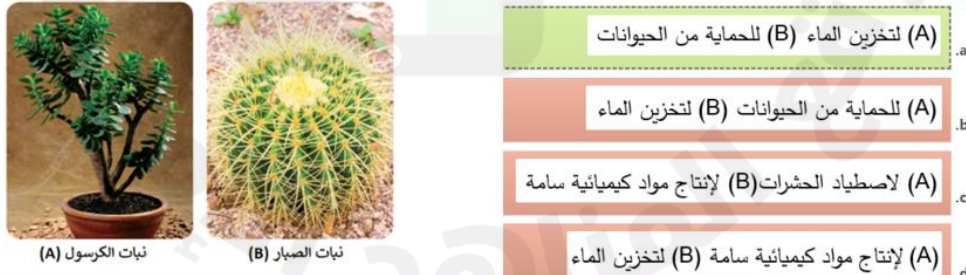 (A) لتخزين الماء (B) للحماية من الحيوانات
.a
(A) للحماية من الحيوانات (B) لتخزين الماء
.b
(A) لاصطياد الحشرات(B) لإنتاج مواد كيميائية سامة
.c
(A) لإنتاج مواد كيميائية سامة (B) لتخزين الماء
نبات الصبار (B)
نبات الكرسول (A)